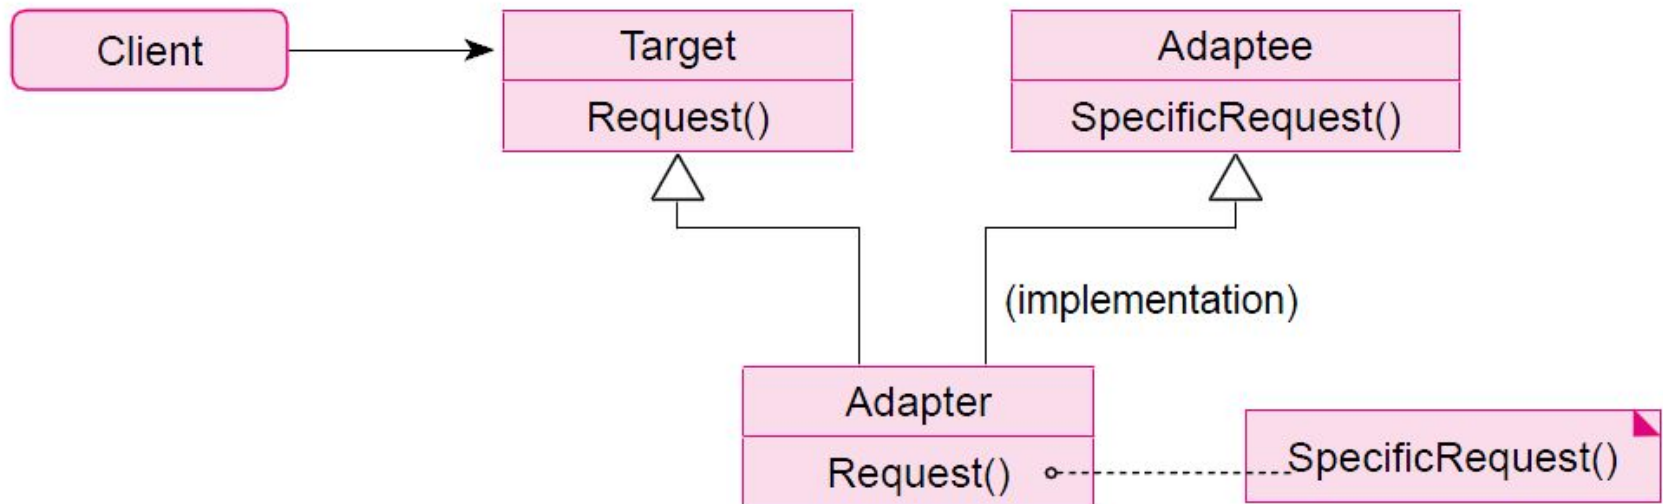 Client
Target
Request()
Adaptee
SpecificRequest()
(implementation)
Adapter
Request()
SpecificRequest()